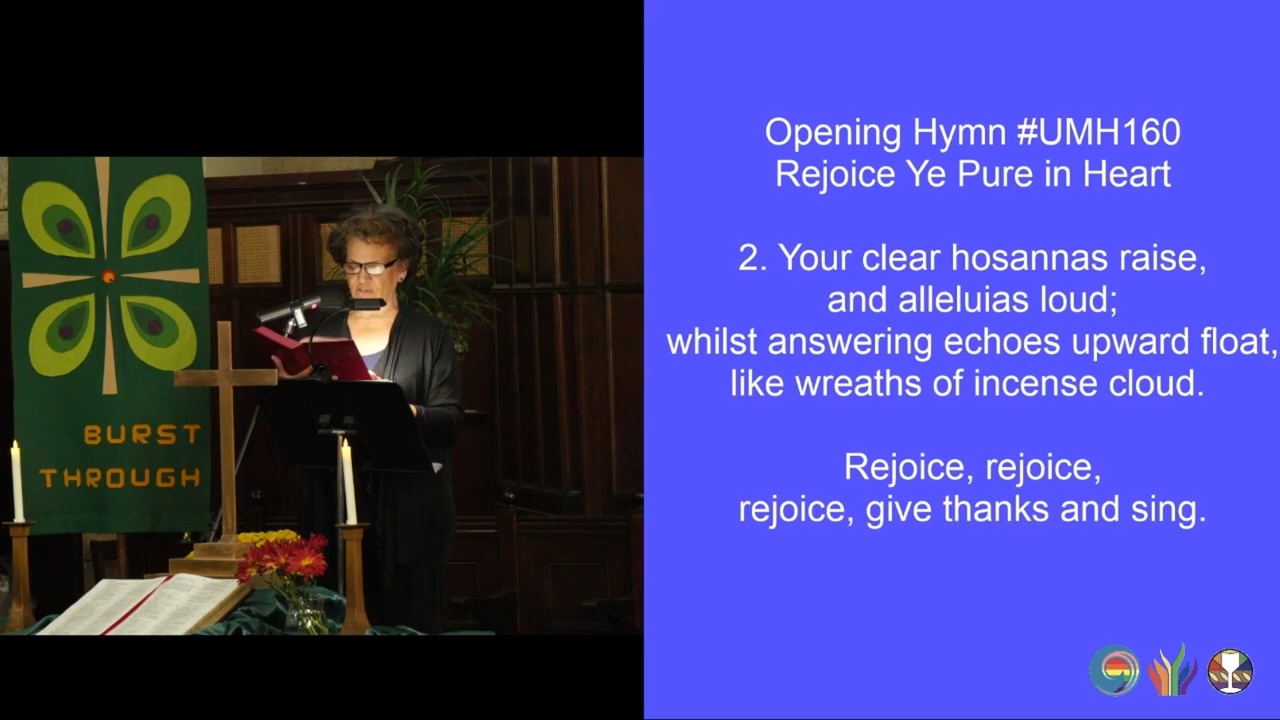 BURST
THROUGH
Opening Hymn #UMH160
Rejoice Ye Pure in Heart
2. Your clear hosannas raise,
and alleluias loud;
whilst answering echoes upward float,
like wreaths of incense cloud.
Rejoice, rejoice,
rejoice, give thanks and sing.